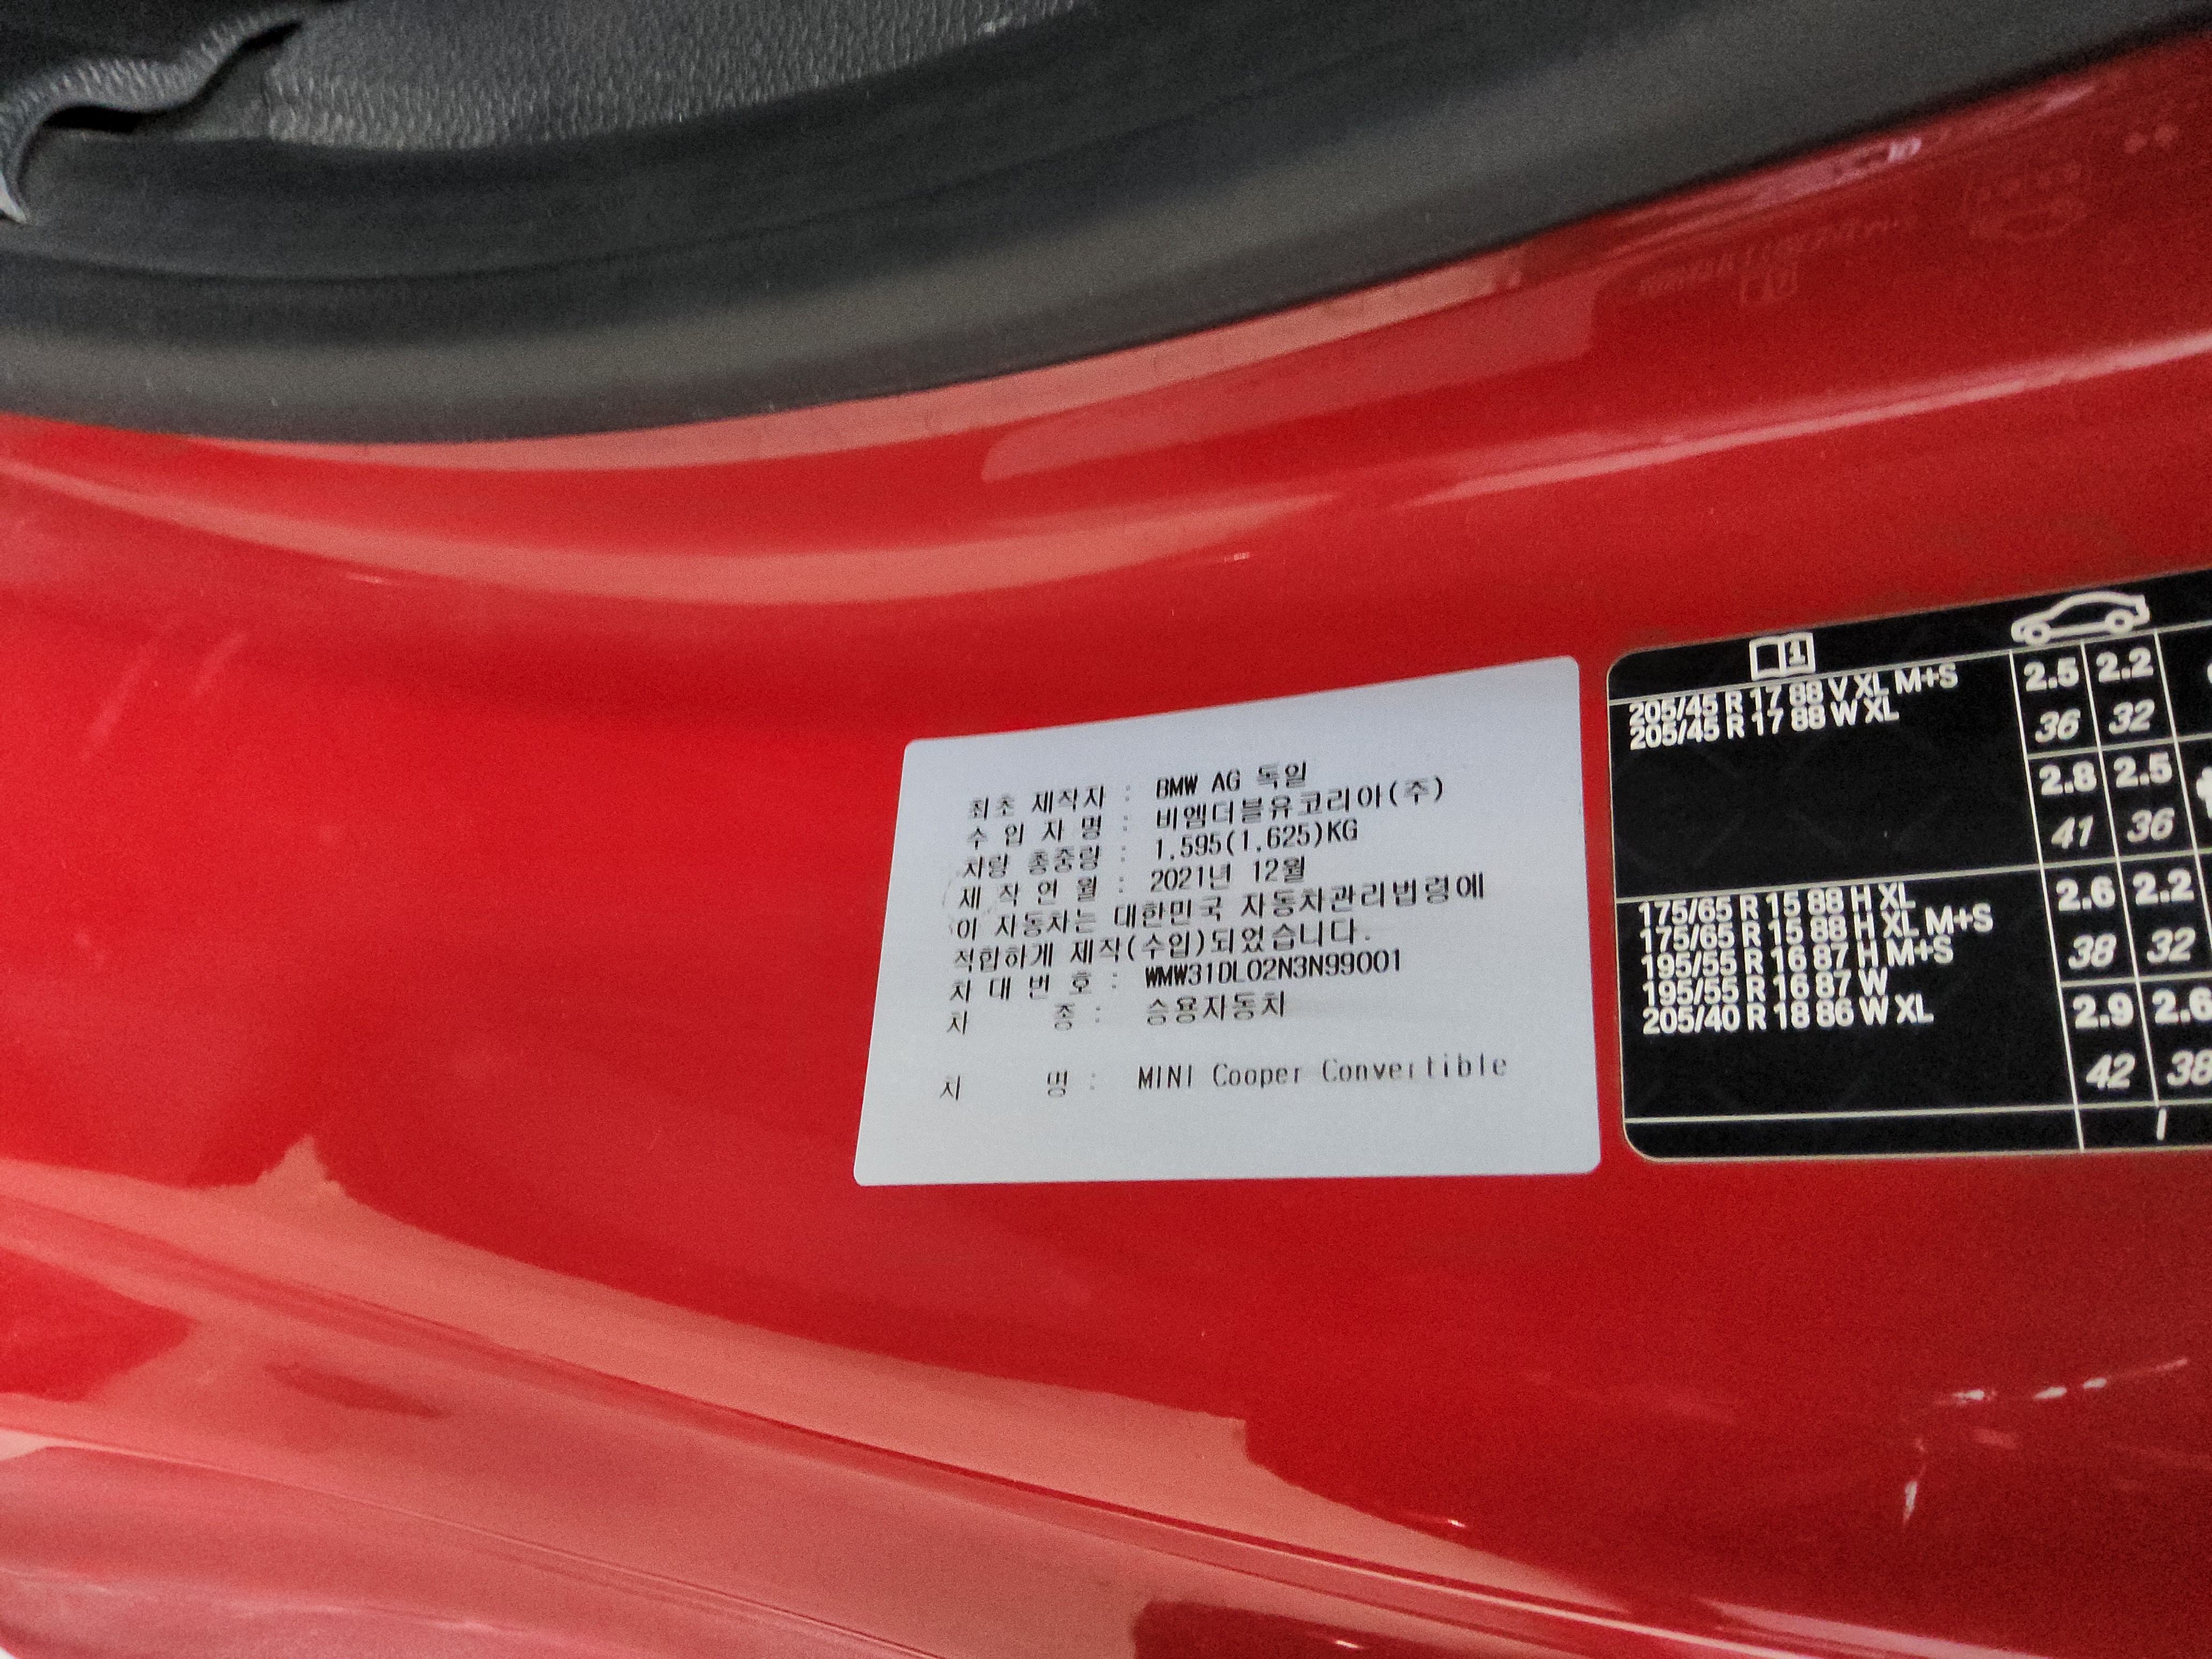 최초 제작자 : BMW AG 독일
수 입 자 명 : 비엠더블유코리아(주)
차량 총중량 : 1.595(1.625)KG
제 작 연 월 : 2021년 12월
이 자동차는 대한민국 자동차관리법령에
적합하게 제작(수입)되었습니다.
차 대 번 호 : WMW31DL02N3N99001
차 종 : 승용자동차
차 명 : MINI Cooper Convertible
1
205/45 R 17 88 V XL M+S
205/45 R 17 88 W XL
2.5 2.2
36 32
2.8 2.5
41 36
175/65 R 15 88 H XL
175/65 R 15 88 H XL M+S
195/55 R 16 87 H M+S
195/55 R 16 87 W
205/40 R 18 86 W XL
2.6 2.2
38 32
2.9 2.6
42 38
/